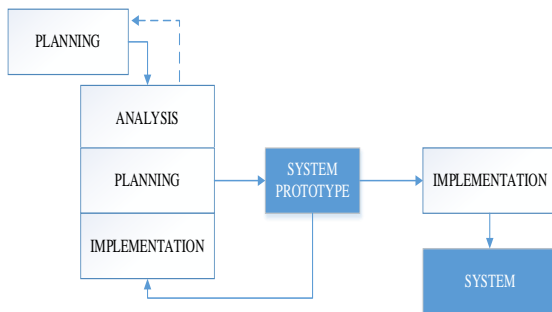 PLANNING
ANALYSIS
PLANNING
IMPLEMENTATION
SYSTEM
PROTOTYPE
IMPLEMENTATION
SYSTEM